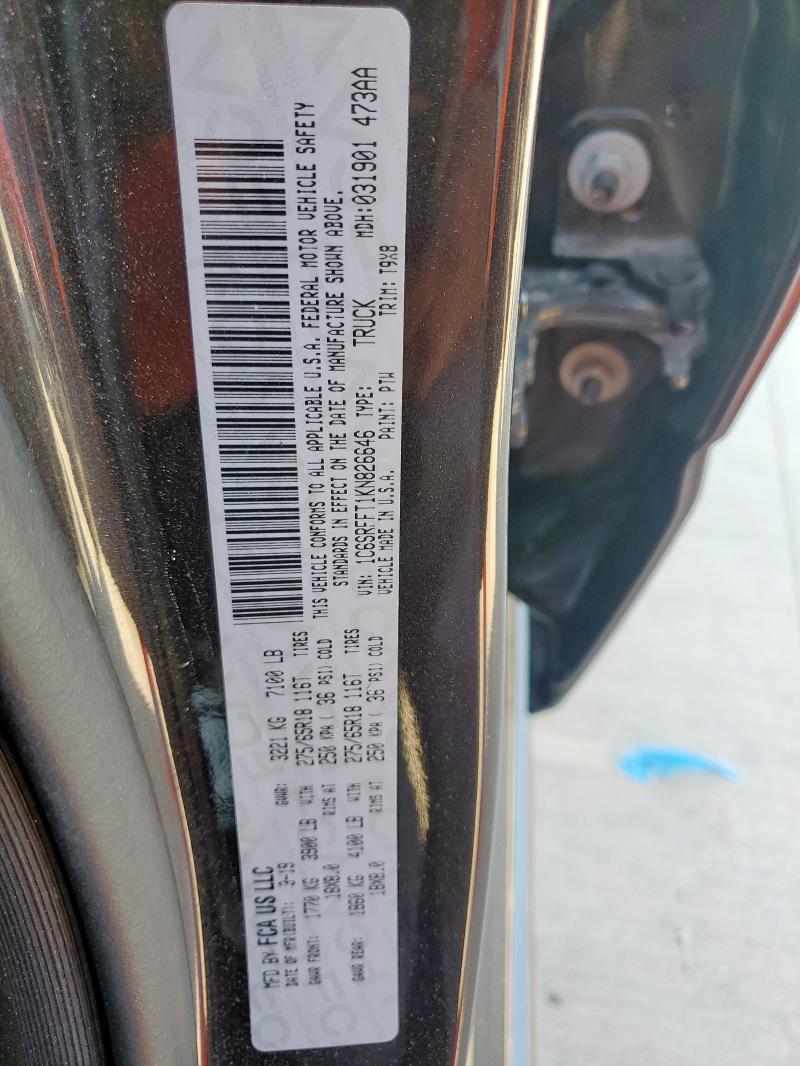 MFD BY FCA US LLC
DATE OF MFR(BUILT): 3-19 GVWR: 3221 KG 7100 LB
GAWR FRONT: 1770 KG 3900 LB WITH 275/65R18 116T TIRES
18X8.0 RIMS AT 250 KPA ( 36 PSI) COLD
GAWR REAR: 1860 KG 4100 LB WITH 275/65R18 116T TIRES
18X8.0 RIMS AT 250 KPA ( 36 PSI) COLD
THIS VEHICLE CONFORMS TO ALL APPLICABLE U.S.A. FEDERAL MOTOR VEHICLE SAFETY
STANDARDS IN EFFECT ON THE DATE OF MANUFACTURE SHOWN ABOVE.
VIN: 1C6SRFFT1KN826646 TYPE: TRUCK MDH:031901 473AA
VEHICLE MADE IN U.S.A. PAINT: PTW TRIM: T9X8